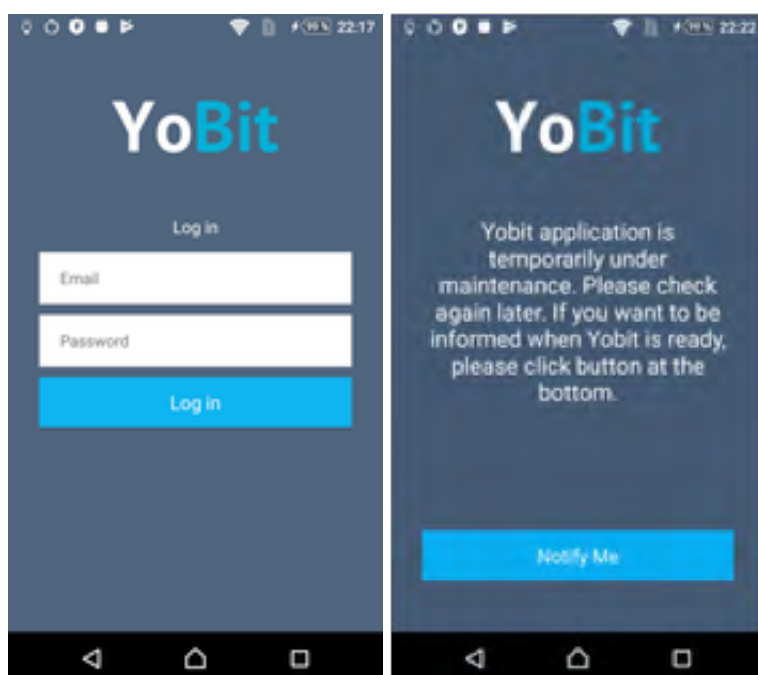 99% 22:17
YoBit
Log in
Email
Password
Log in
99% 22:22
YoBit
Yobit application is
temporarily under
maintenance. Please check
again later. If you want to be
informed when Yobit is ready,
please click button at the
bottom.
Notify Me